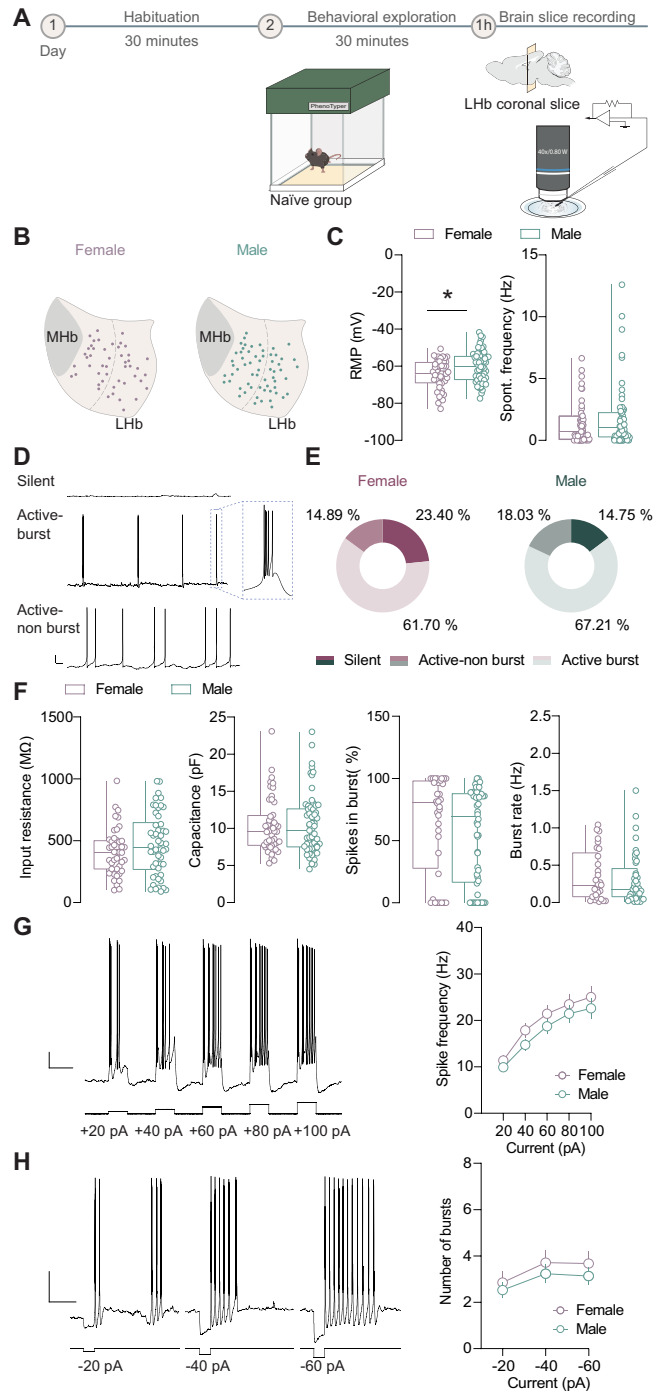 A
1
Habituation
2
Behavioral exploration
1h
Brain slice recording
Day
30 minutes
30 minutes
PhenoTyper
LHb coronal slice
40x/0.80 W
Naïve group
B
Female
Male
MHb
MHb
LHb
LHb
C
Female
Male
RMP (mV)
0
-20
-40
-60
-80
-100
*
Spont. frequency (Hz)
15
10
5
0
D
Silent
Active-
burst
Active-
non burst
E
Female
Male
14.89 %
23.40 %
18.03 %
14.75 %
61.70 %
67.21 %
Silent
Active-non burst
Active burst
F
Female
Male
Input resistance (MΩ)
1500
1000
500
0
Capacitance (pF)
25
20
15
10
5
0
Spikes in burst( %)
150
100
50
0
Burst rate (Hz)
2.5
2.0
1.5
1.0
0.5
0.0
G
+20 pA
+40 pA
+60 pA
+80 pA
+100 pA
Spike frequency (Hz)
40
30
20
10
0
Female
Male
20 40 60 80 100
Current (pA)
H
-20 pA
-40 pA
-60 pA
Number of bursts
8
6
4
2
0
Female
Male
-20 -40 -60
Current (pA)